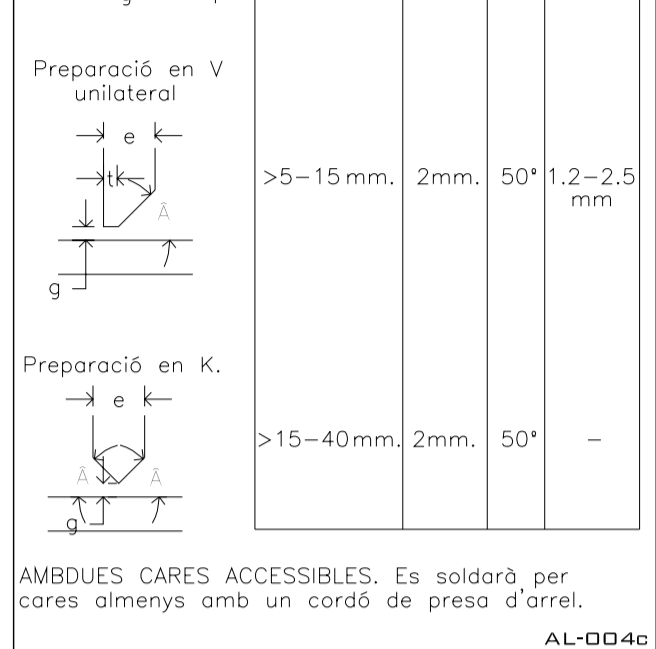 Preparació en V
unilateral
e
t
Â
g
>5-15 mm.
2mm.
50°
1.2-2.5
mm
Preparació en K.
e
Â
Â
g
>15-40mm.
2mm.
50°
-
AMBDUES CARES ACCESSIBLES. Es soldarà per
cares almenys amb un cordó de presa d'arrel.
AL-004c